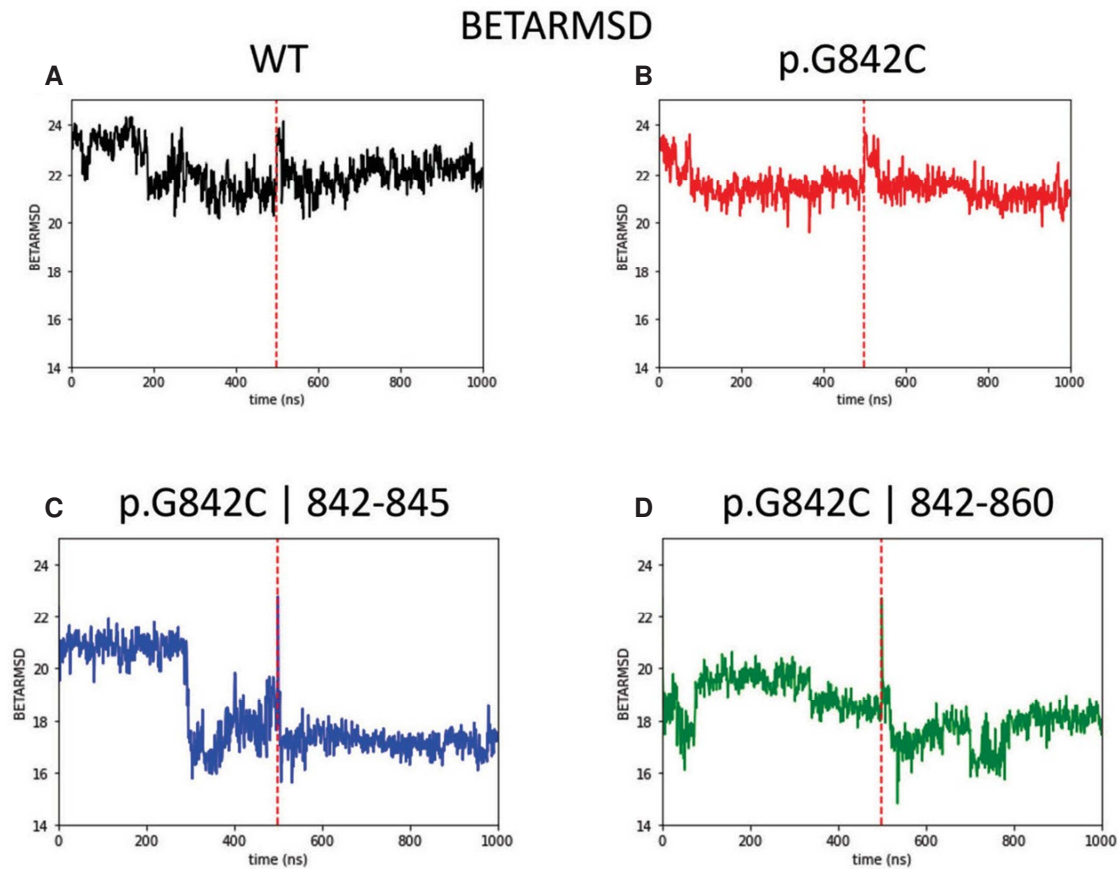 BETARMSD
A
WT
BETARMSD
24
22
20
18
16
14
0 200 400 600 800 1000
time (ns)
B
p.G842C
BETARMSD
24
22
20
18
16
14
0 200 400 600 800 1000
time (ns)
C
p.G842C | 842-845
BETARMSD
24
22
20
18
16
14
0 200 400 600 800 1000
time (ns)
D
p.G842C | 842-860
BETARMSD
24
22
20
18
16
14
0 200 400 600 800 1000
time (ns)